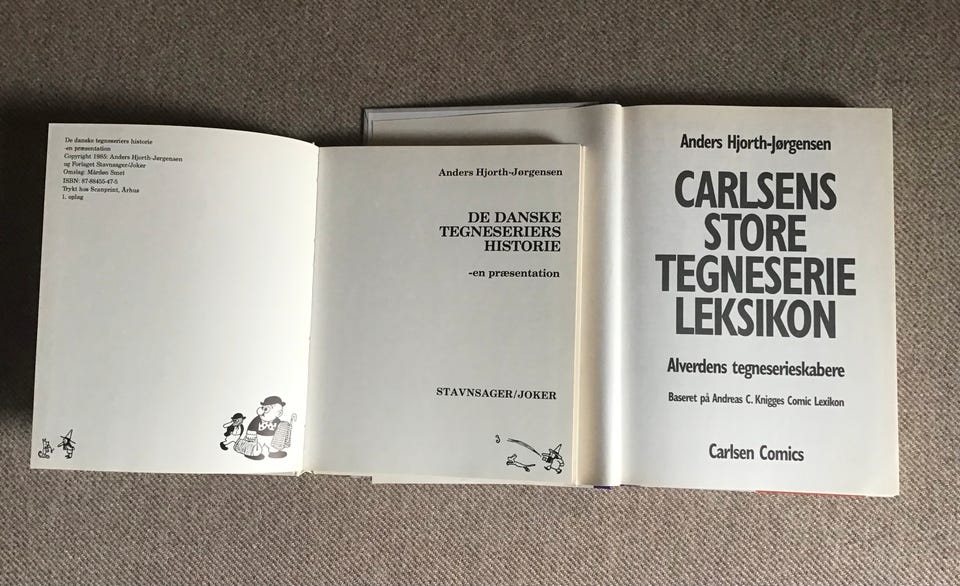 De danske tegneseriers historie
-en præsentation
Copyright 1985: Anders Hjorth-Jørgensen
og Forlaget Stavnsager/Joker
Omslag: Mårdøn Smet
ISBN: 87-88455-47-5
Trykt hos Scanprint, Århus
1. oplag
Anders Hjorth-Jørgensen
DE DANSKE
TEGNESERIERS
HISTORIE
-en præsentation
STAVNSAGER/JOKER
Anders Hjorth-Jørgensen
CARLSENS
STORE
TEGNESERIE
LEKSIKON
Alverdens tegneserieskabere
Baseret på Andreas C. Knigges Comic Lexikon
Carlsen Comics